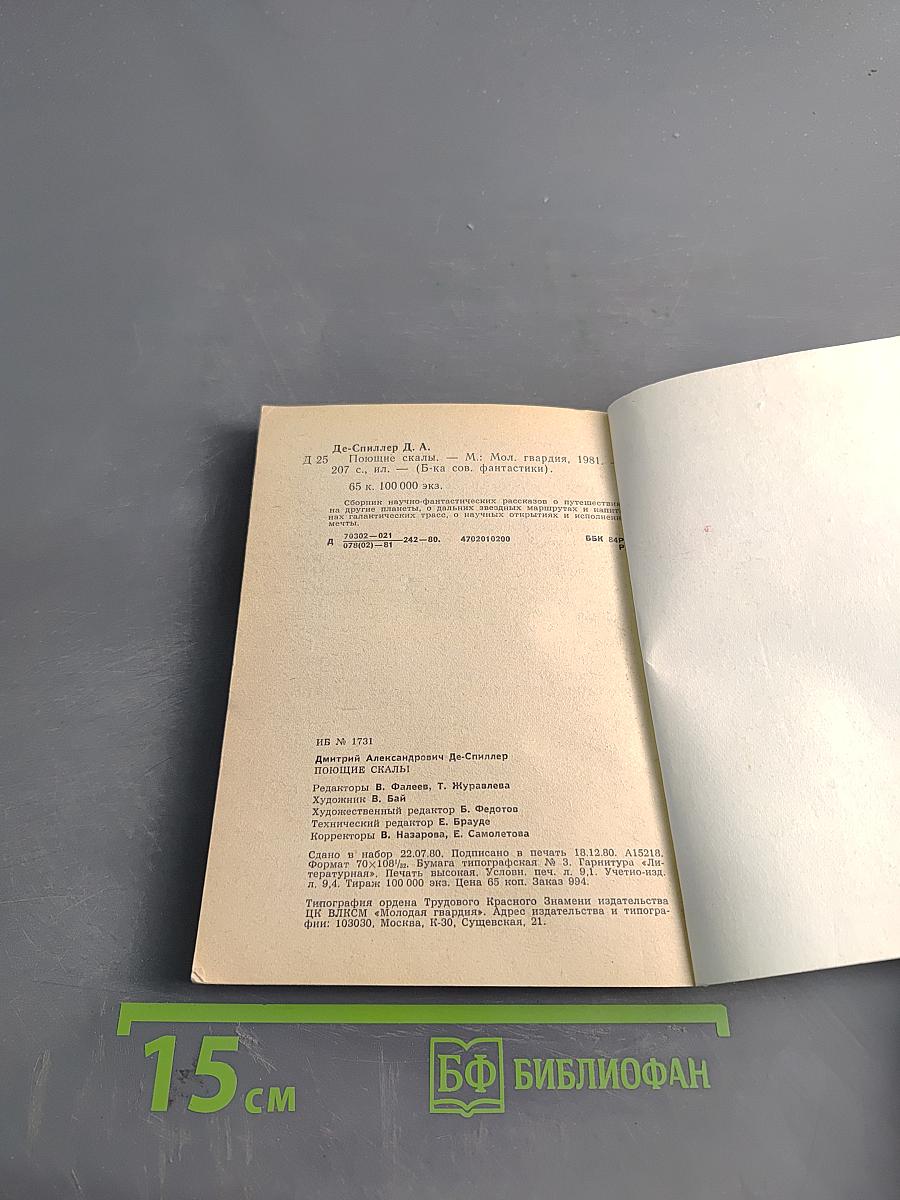 Де-Спиллер Д. А.
Д 25 Поющие скалы. — М.: Мол. гвардия, 1981. —
207 с., ил. — (Б-ка сов. фантастики).
65 к. 100 000 экз.
Сборник научно-фантастических рассказов о путешествия
на другие планеты, о дальних звездных маршрутах и капит
нах галактических трасс, о научных открытиях и исполнени
мечты.
Д 70302—021
078(02)—81 —242—80. 4702010200 ББК 84Р
Р
ИБ № 1731
Дмитрий Александрович Де-Спиллер
ПОЮЩИЕ СКАЛЫ
Редакторы В. Фалеев, Т. Журавлева
Художник В. Бай
Художественный редактор Б. Федотов
Технический редактор Е. Брауде
Корректоры В. Назарова, Е. Самолетова
Сдано в набор 22.07.80. Подписано в печать 18.12.80. А15218.
Формат 70×108¹/₃₂. Бумага типографская № 3. Гарнитура «Ли-
тературная». Печать высокая. Условн. печ. л. 9,1. Учетно-изд.
л. 9,4. Тираж 100 000 экз. Цена 65 коп. Заказ 994.
Типография ордена Трудового Красного Знамени издательства
ЦК ВЛКСМ «Молодая гвардия». Адрес издательства и типогра-
фии: 103030, Москва, К-30, Сущевская, 21.
15 см
БФ БИБЛИОФАН